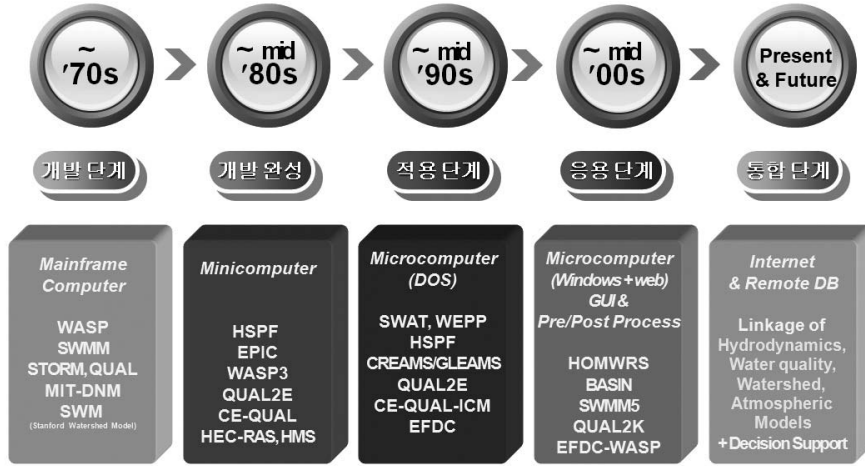 ~
'70s
~ mid
'80s
~ mid
'90s
~ mid
'00s
Present
& Future
개발 단계
개발 완성
적용 단계
응용 단계
통합 단계
Mainframe
Computer
WASP
SWMM
STORM, QUAL
MIT-DNM
SWM
(Stanford Watershed Model)
Minicomputer
HSPF
EPIC
WASP3
QUAL2E
CE-QUAL
HEC-RAS, HMS
Microcomputer
(DOS)
SWAT, WEPP
HSPF
CREAMS/GLEAMS
QUAL2E
CE-QUAL-ICM
EFDC
Microcomputer
(Windows + web)
GUI &
Pre/Post Process
HOMWRS
BASIN
SWMM5
QUAL2K
EFDC-WASP
Internet
& Remote DB
Linkage of
Hydrodynamics,
Water quality,
Watershed,
Atmospheric
Models
+ Decision Support